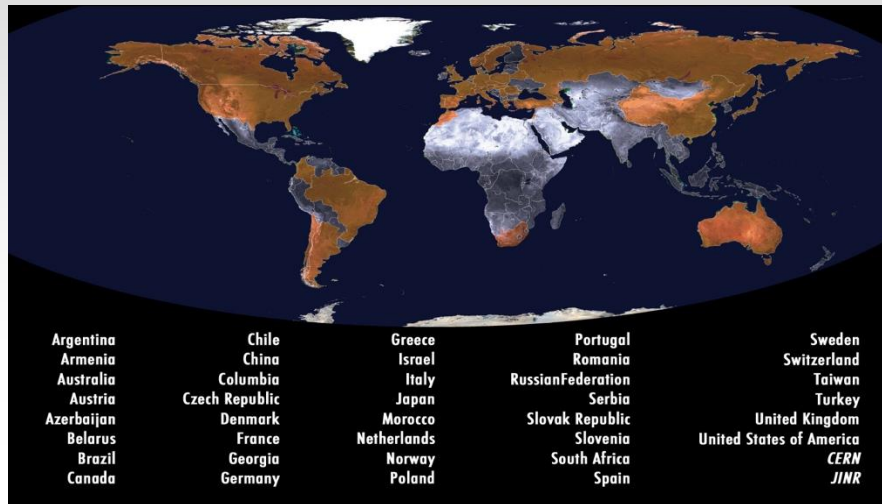 Argentina
Armenia
Australia
Austria
Azerbaijan
Belarus
Brazil
Canada
Chile
China
Columbia
Czech Republic
Denmark
France
Georgia
Germany
Greece
Israel
Italy
Japan
Morocco
Netherlands
Norway
Poland
Portugal
Romania
RussianFederation
Serbia
Slovak Republic
Slovenia
South Africa
Spain
Sweden
Switzerland
Taiwan
Turkey
United Kingdom
United States of America
CERN
JINR